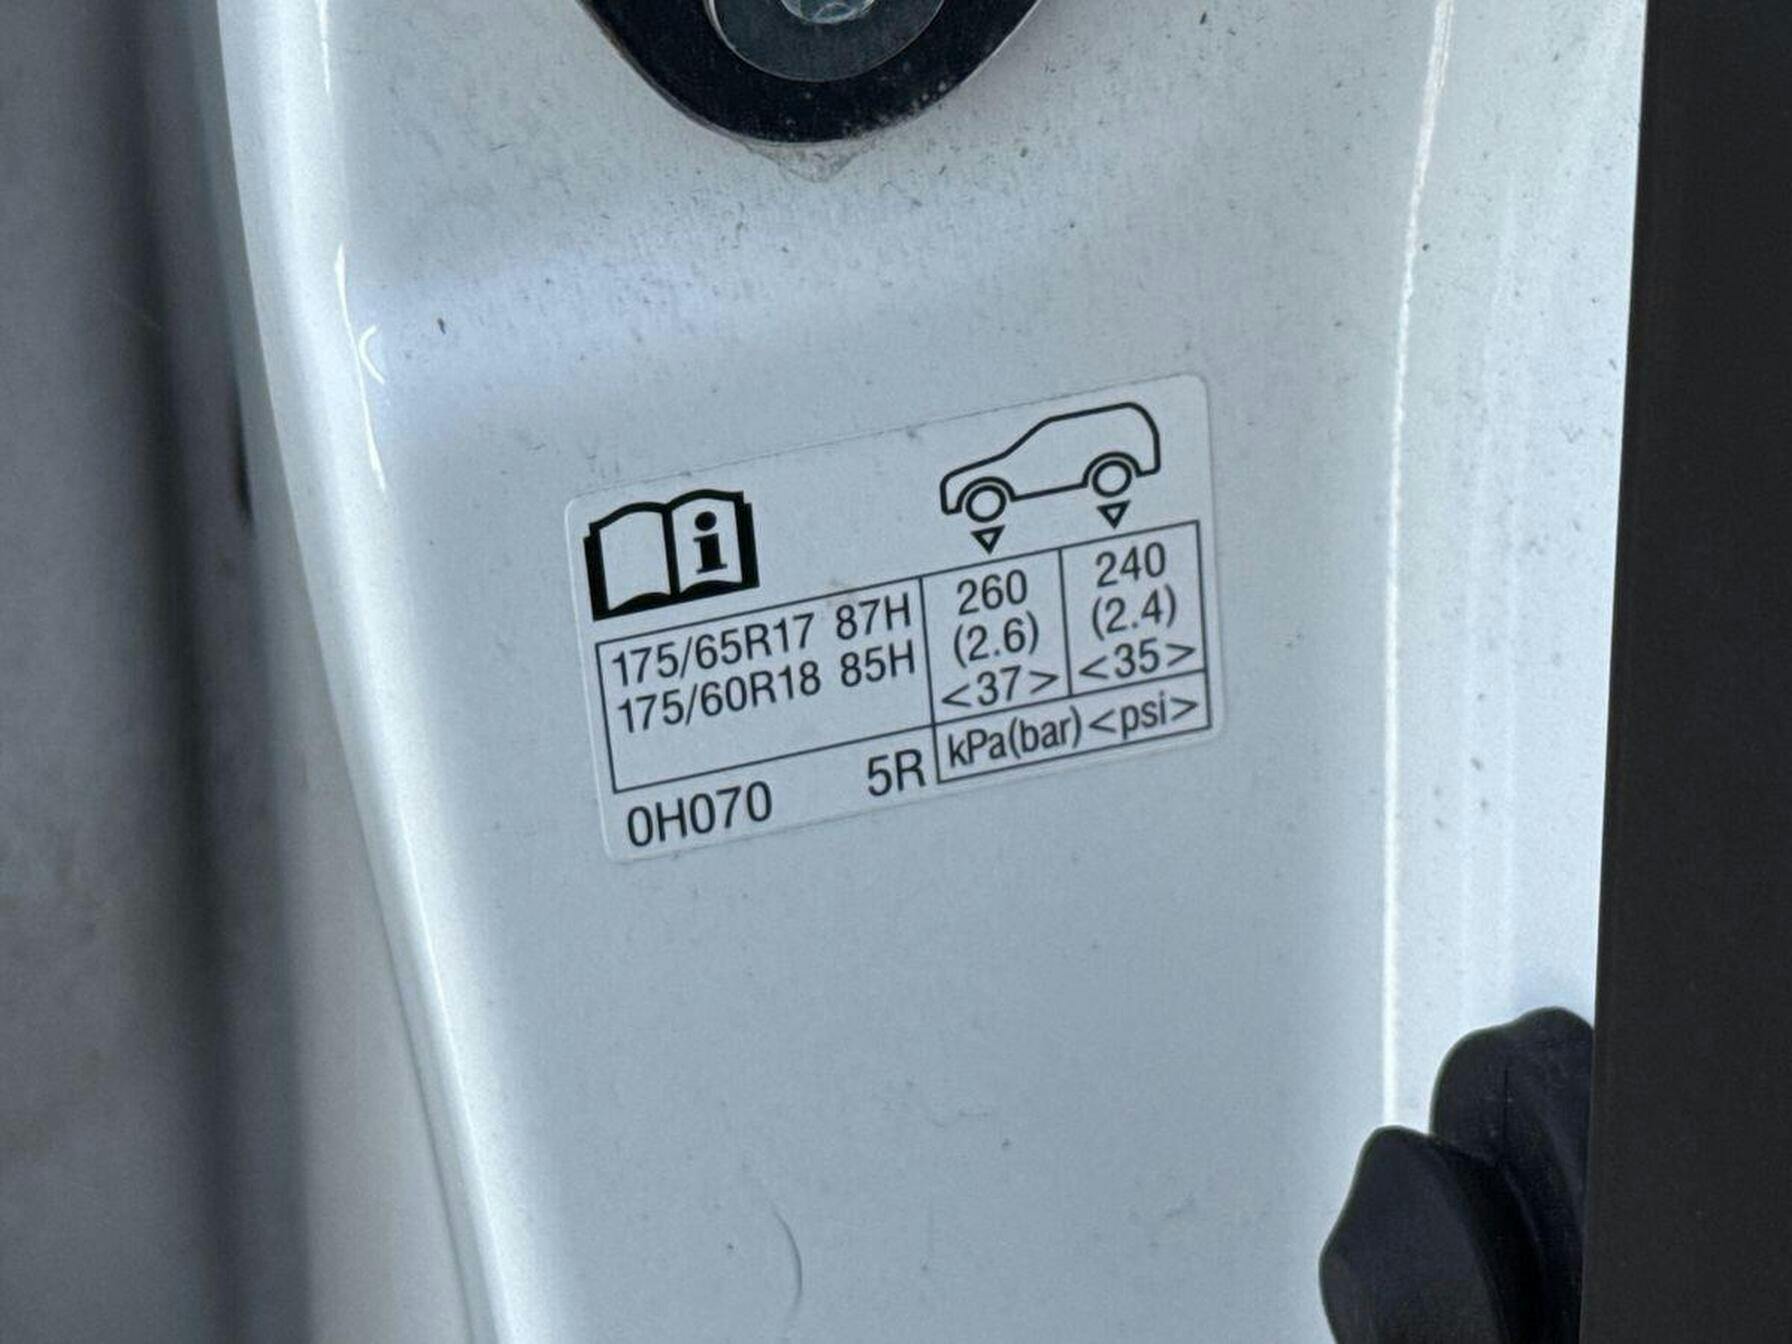 i
175/65R17 87H
175/60R18 85H
260
(2.6)
<37>
240
(2.4)
<35>
kPa(bar)<psi>
0H070 5R